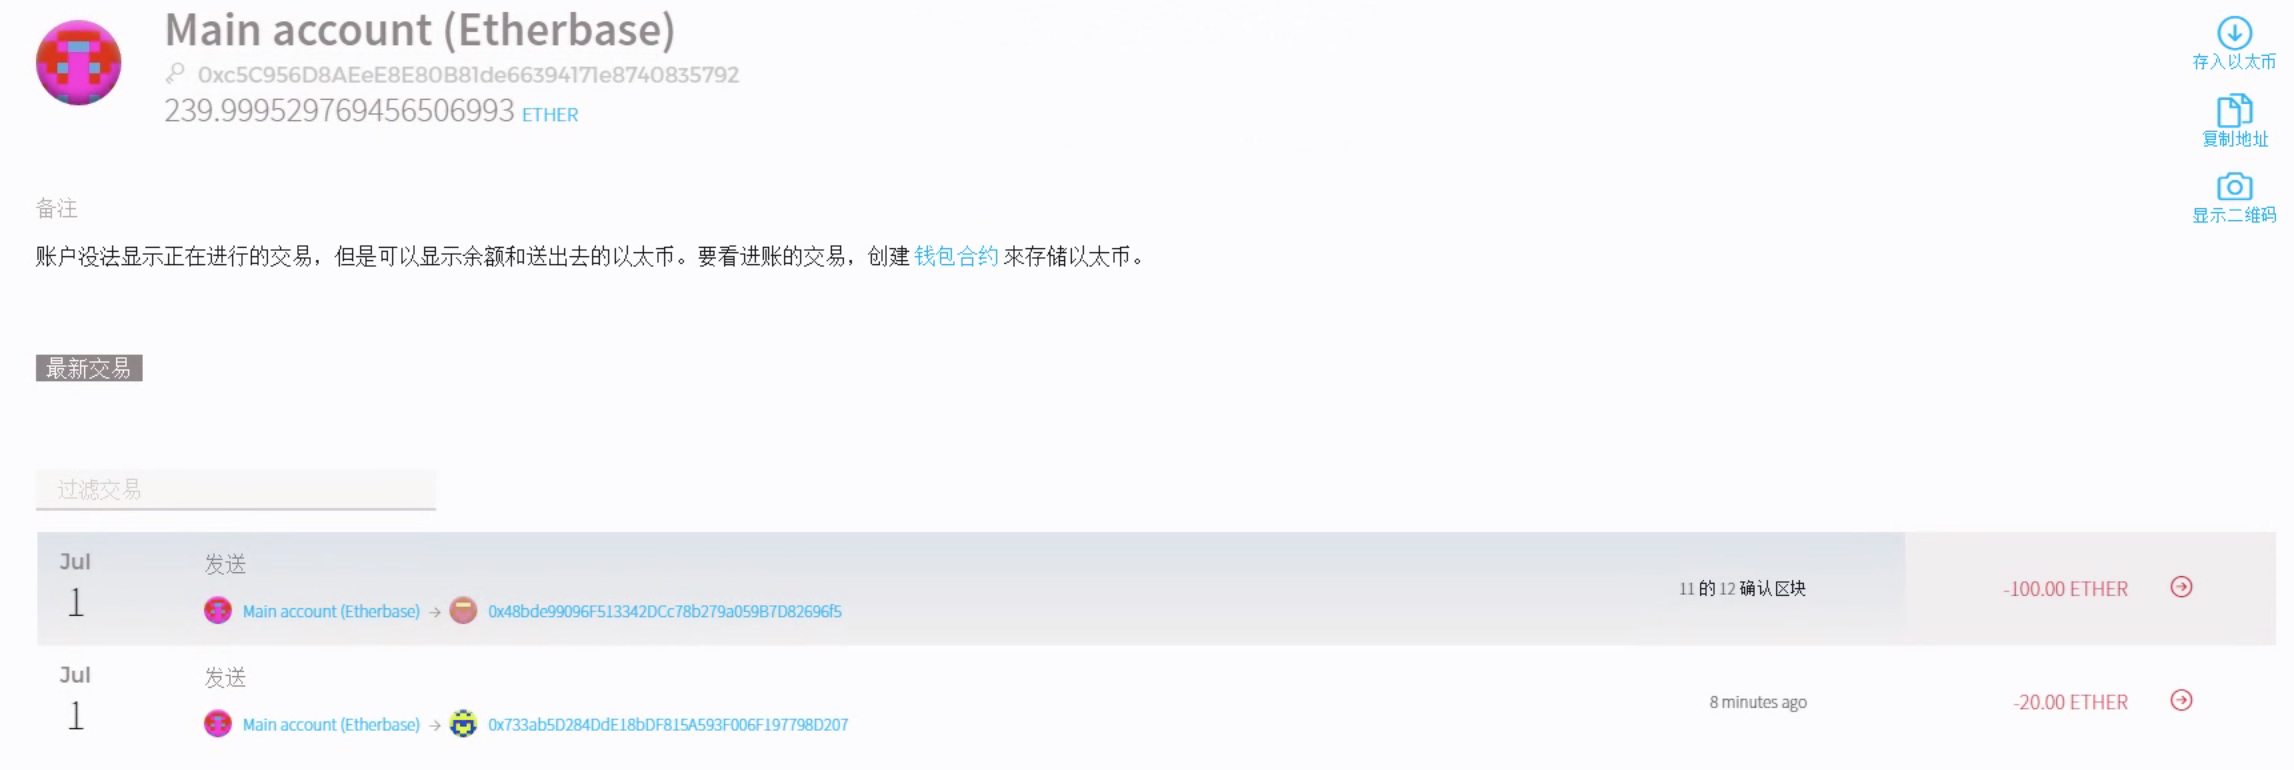 Main account (Etherbase)
0xc5C956D8AEeE8E80B81de66394171e8740835792
239.999529769456506993 ETHER
存入以太币
复制地址
显示二维码
备注
账户没法显示正在进行的交易，但是可以显示余额和送出去的以太币。要看进账的交易，创建 钱包合约 來存储以太币。
最新交易
过滤交易
Jul
1
发送
Main account (Etherbase) → 0x48bde99096F513342DCc78b279a059B7D82696f5
11 的 12 确认区块
-100.00 ETHER
Jul
1
发送
Main account (Etherbase) → 0x733ab5D284DdE18bDF815A593F006F197798D207
8 minutes ago
-20.00 ETHER